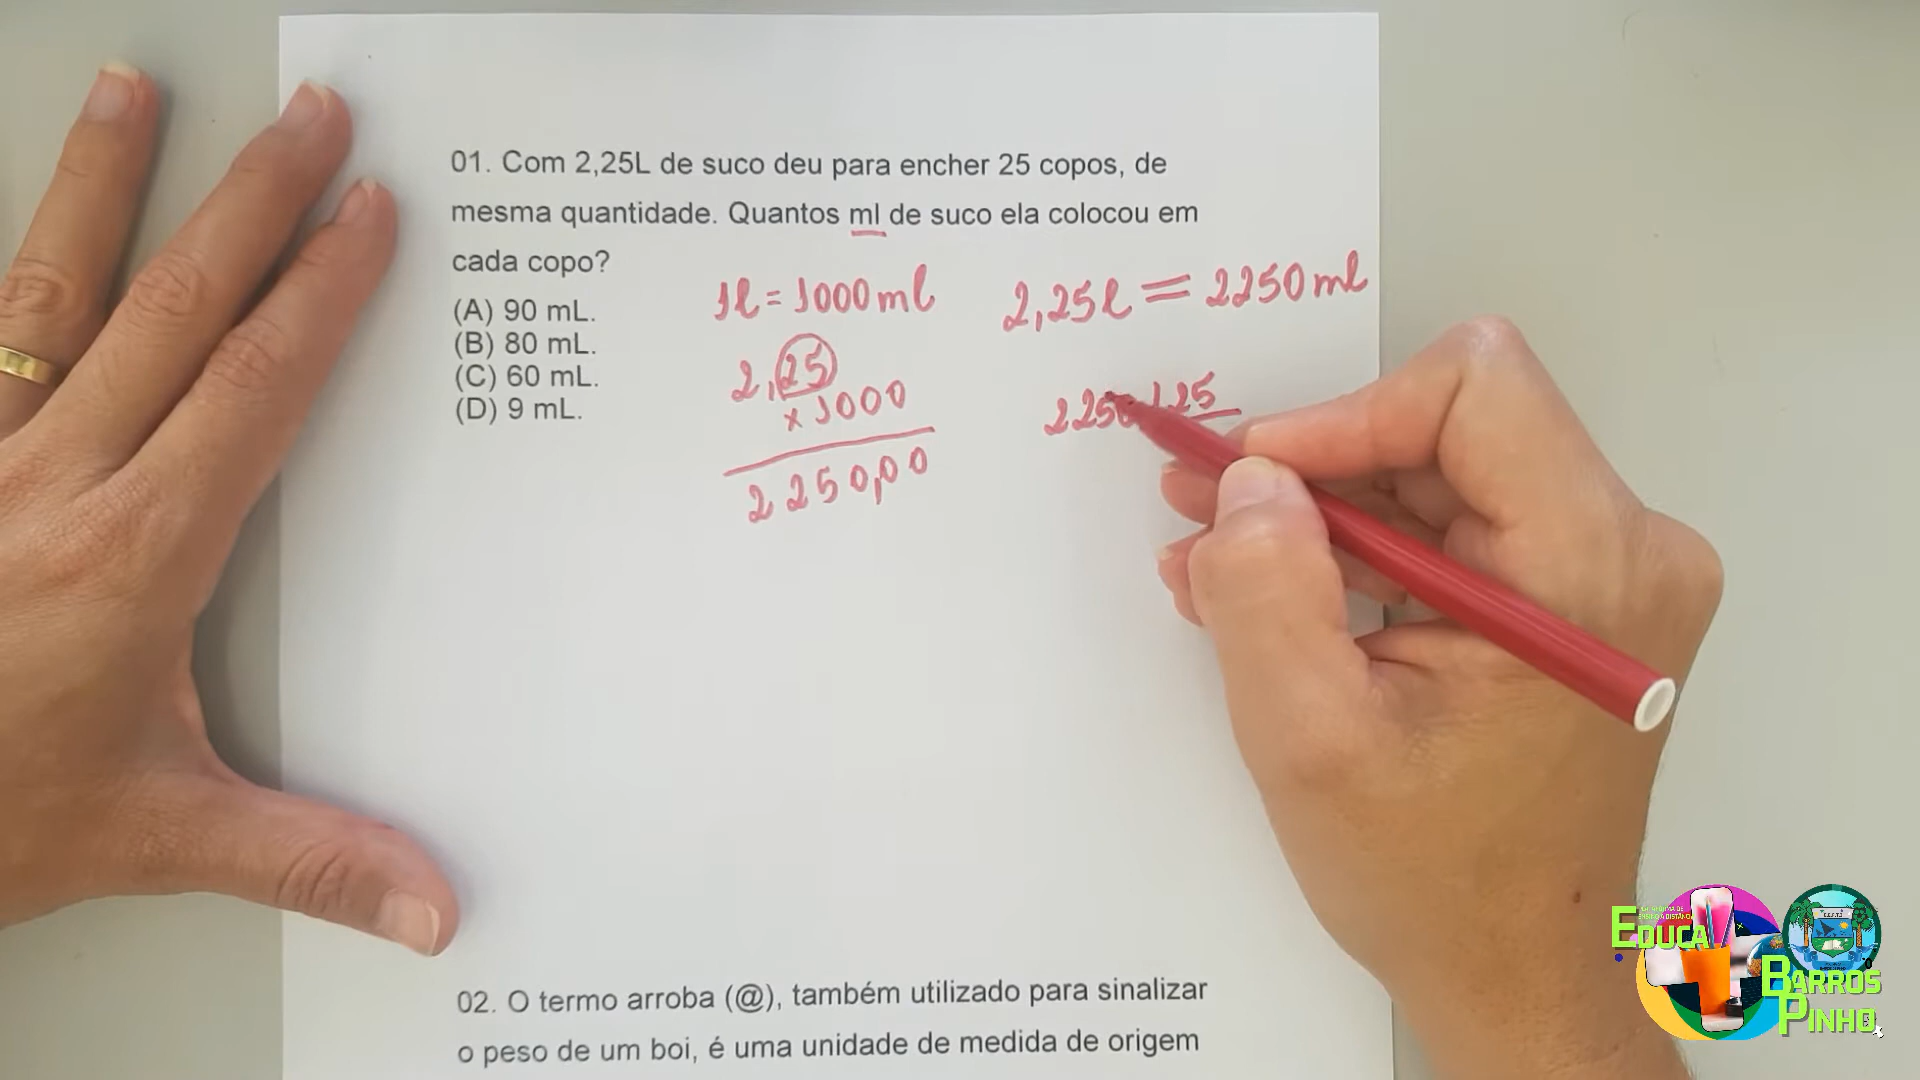 01. Com 2,25L de suco deu para encher 25 copos, de
mesma quantidade. Quantos ml de suco ela colocou em
cada copo?
(A) 90 mL.
(B) 80 mL.
(C) 60 mL.
(D) 9 mL.
1l = 1000 ml
2,25
x 1000
2250,00
2,25l = 2250 ml
2250 25
02. O termo arroba (@), também utilizado para sinalizar
o peso de um boi, é uma unidade de medida de origem
EDUCA
BARROS
PINHO